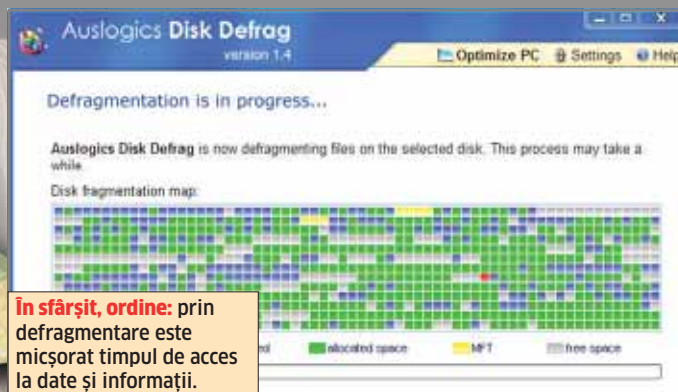 Auslogics Disk Defrag
version 1.4
Optimize PC Settings Help
Defragmentation is in progress...
Auslogics Disk Defrag is now defragmenting files on the selected disk. This process may take a
while.
Disk fragmentation map:
allocated space MFT free space
În sfârșit, ordine: prin
defragmentare este
micșorat timpul de acces
la date și informații.